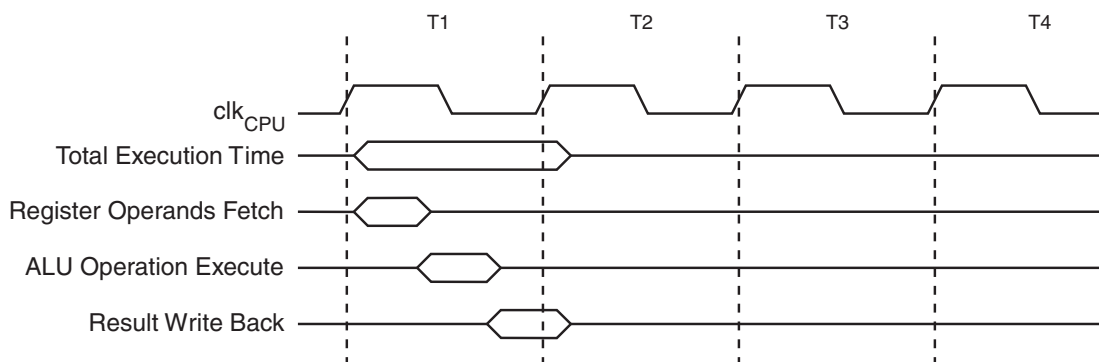 T1 T2 T3 T4
clkCPU
Total Execution Time
Register Operands Fetch
ALU Operation Execute
Result Write Back